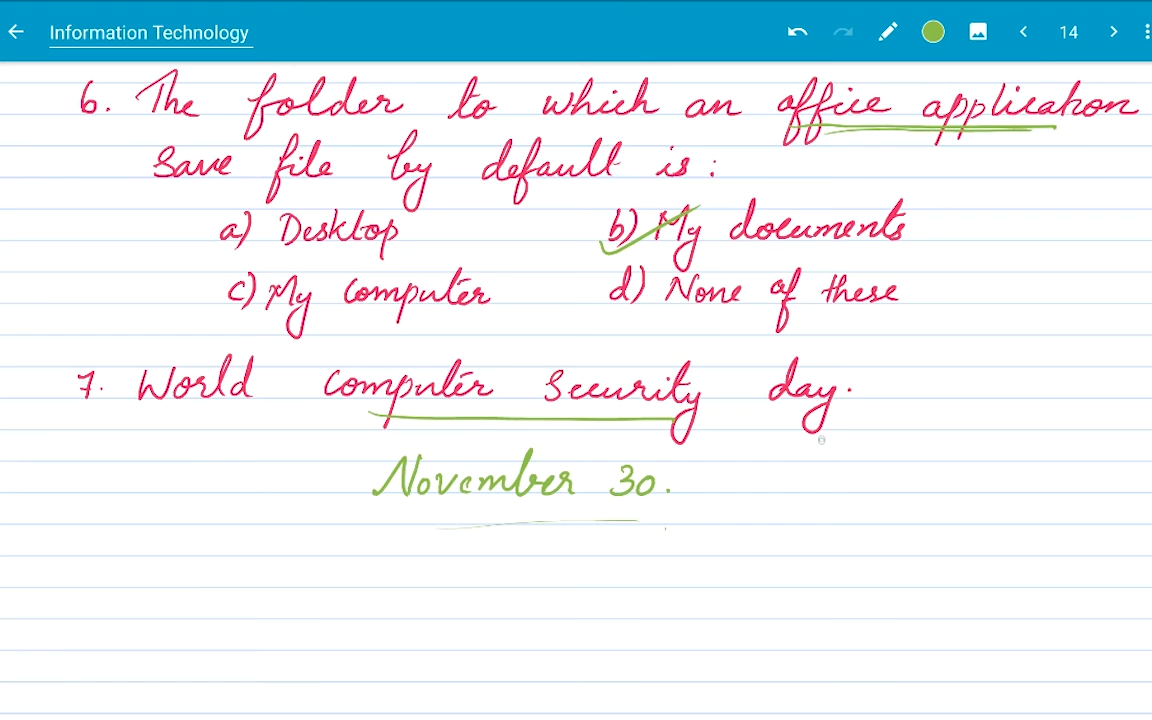 Information Technology
14
6. The folder to which an office application
save file by default is :
a) Desktop b) My documents
c) My computer d) None of these
7. World computer security day.
November 30.